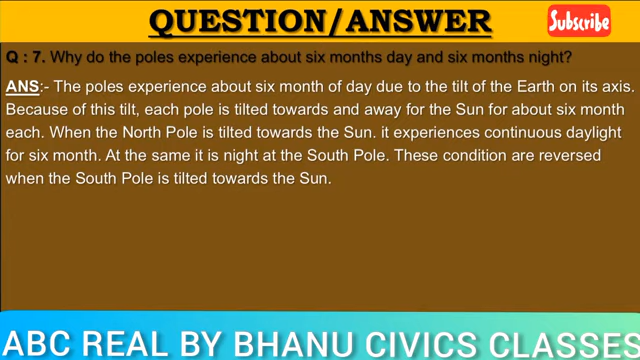 QUESTION/ANSWER
Subscribe
Q : 7. Why do the poles experience about six months day and six months night?
ANS:- The poles experience about six month of day due to the tilt of the Earth on its axis.
Because of this tilt, each pole is tilted towards and away for the Sun for about six month
each. When the North Pole is tilted towards the Sun. it experiences continuous daylight
for six month. At the same it is night at the South Pole. These condition are reversed
when the South Pole is tilted towards the Sun.
ABC REAL BY BHANU CIVICS CLASSES